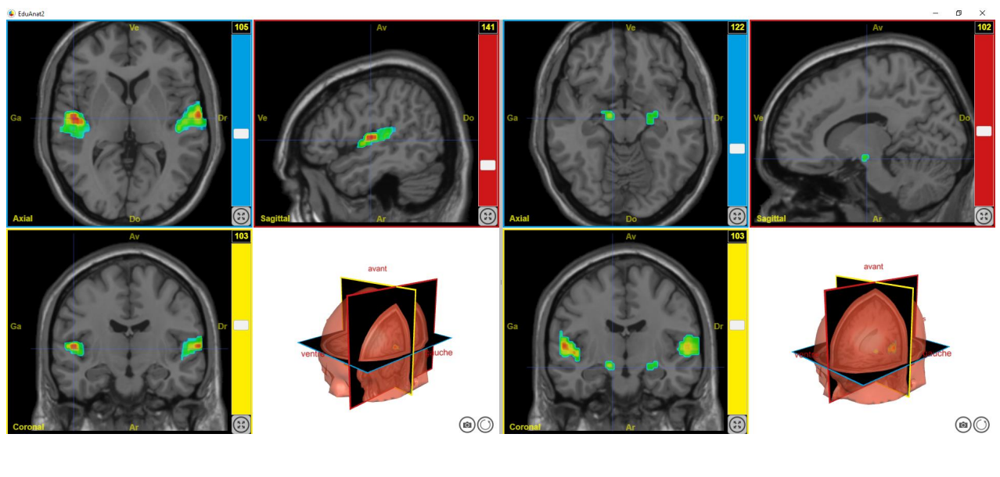 EduAnat2
Ve
105
Ga
Dr
Axial
Do
Av
141
Ve
Do
Sagittal
Ar
Ve
122
Ga
Dr
Axial
Do
Av
102
Do
Sagittal
Ar
Av
103
Ga
Dr
Coronal
Ar
avant
ventre
Av
103
Ga
Dr
Coronal
Ar
avant
gauche